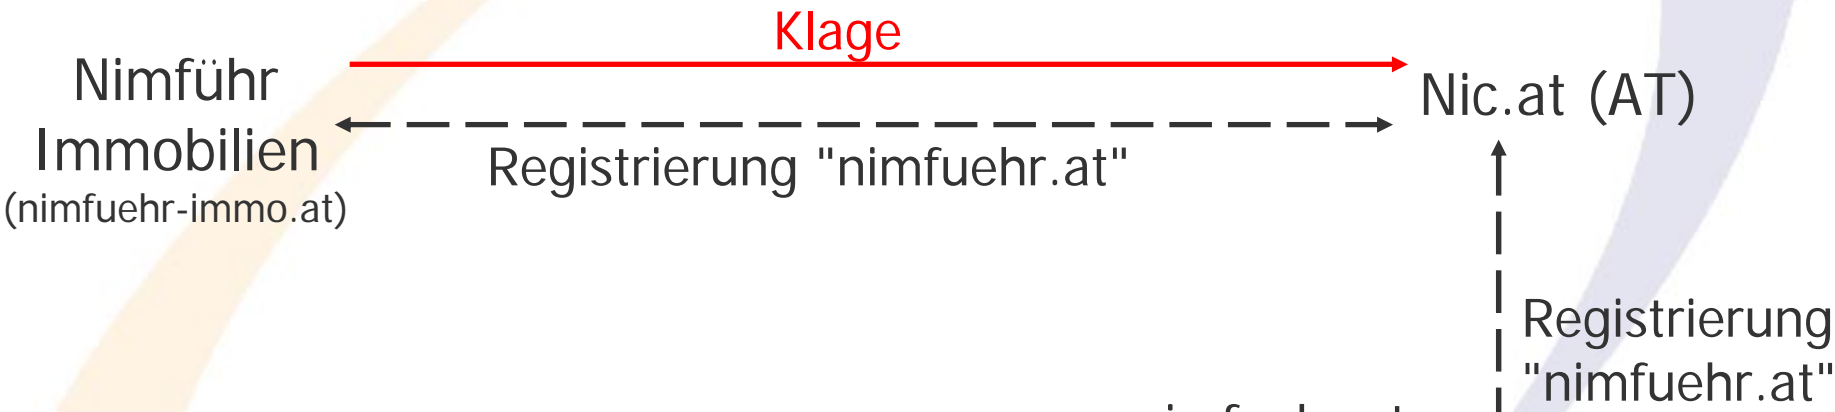 Klage
Nimführ
Immobilien
(nimfuehr-immo.at)
Nic.at (AT)
Registrierung "nimfuehr.at"
Registrierung
"nimfuehr.at"